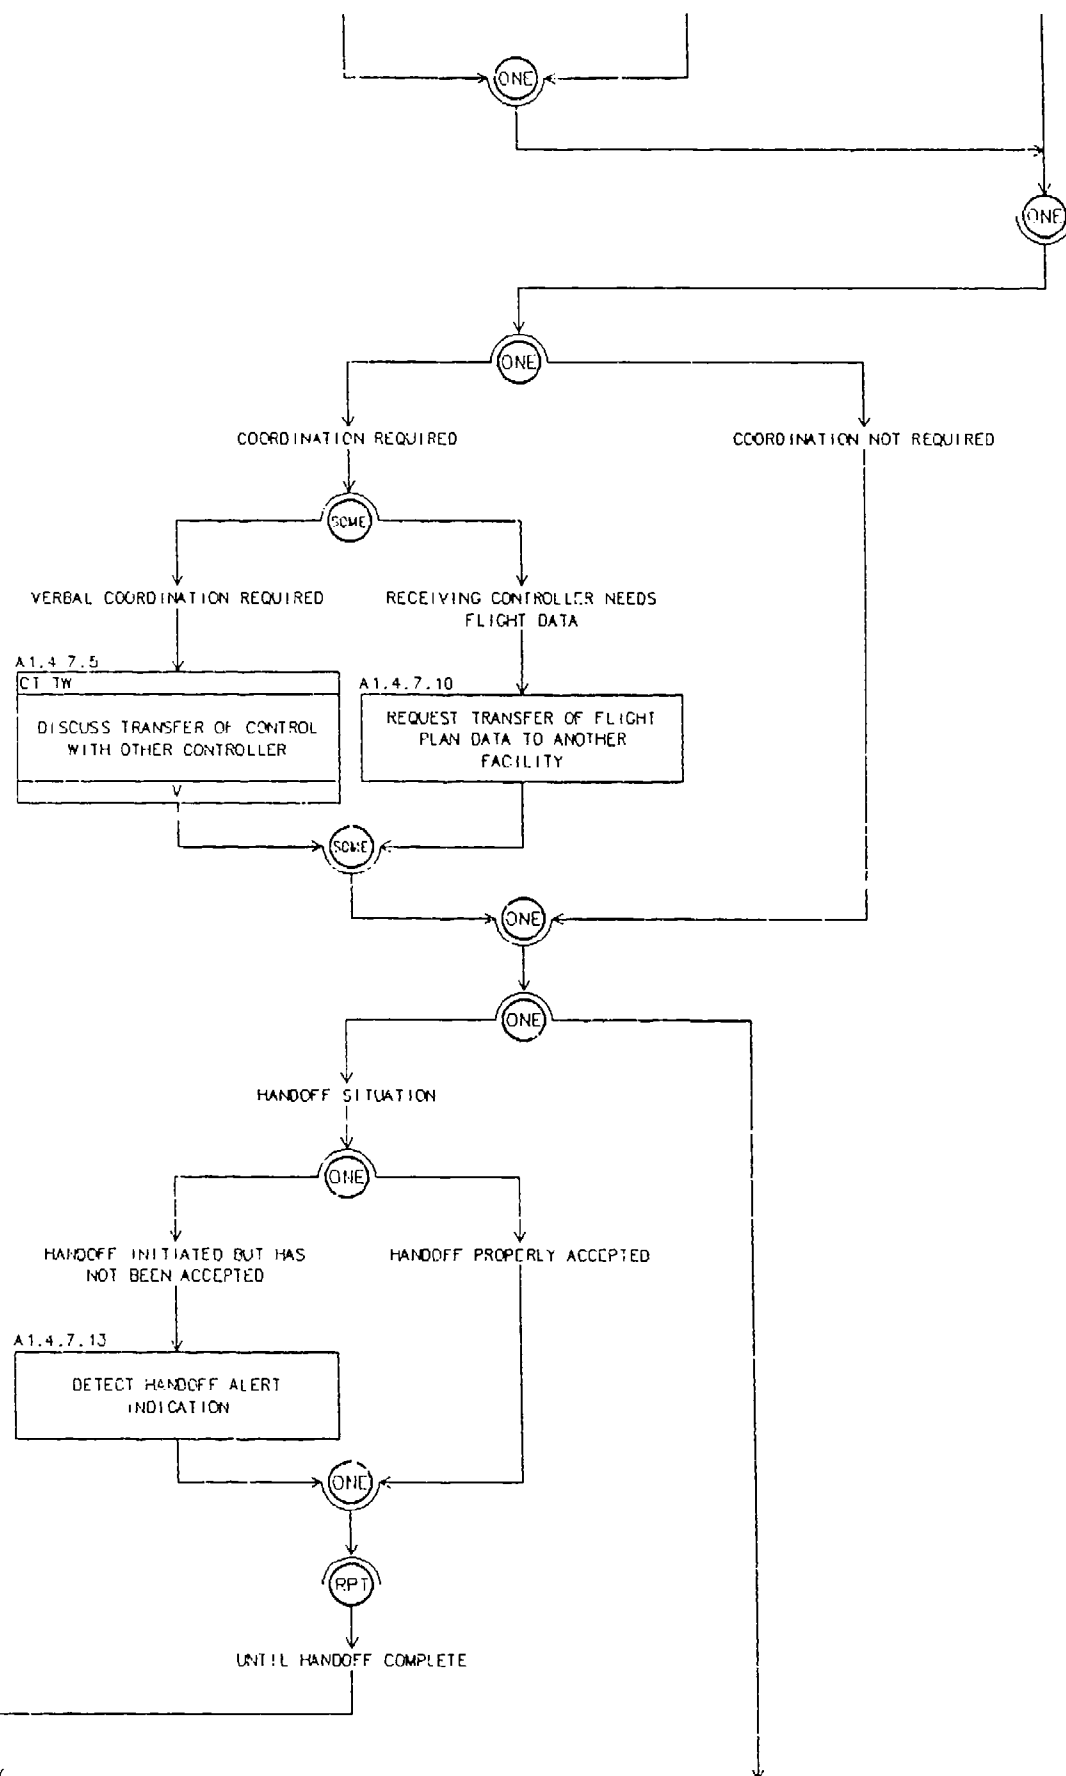 ONE
ONE
ONE
COORDINATION REQUIRED
COORDINATION NOT REQUIRED
SOME
VERBAL COORDINATION REQUIRED
RECEIVING CONTROLLER NEEDS
FLIGHT DATA
A1.4.7.5
CT TW
DISCUSS TRANSFER OF CONTROL
WITH OTHER CONTROLLER
V
A1.4.7.10
REQUEST TRANSFER OF FLIGHT
PLAN DATA TO ANOTHER
FACILITY
SOME
ONE
ONE
HANDOFF SITUATION
ONE
HANDOFF INITIATED BUT HAS
NOT BEEN ACCEPTED
HANDOFF PROPERLY ACCEPTED
A1.4.7.13
DETECT HANDOFF ALERT
INDICATION
ONE
RPT
UNTIL HANDOFF COMPLETE